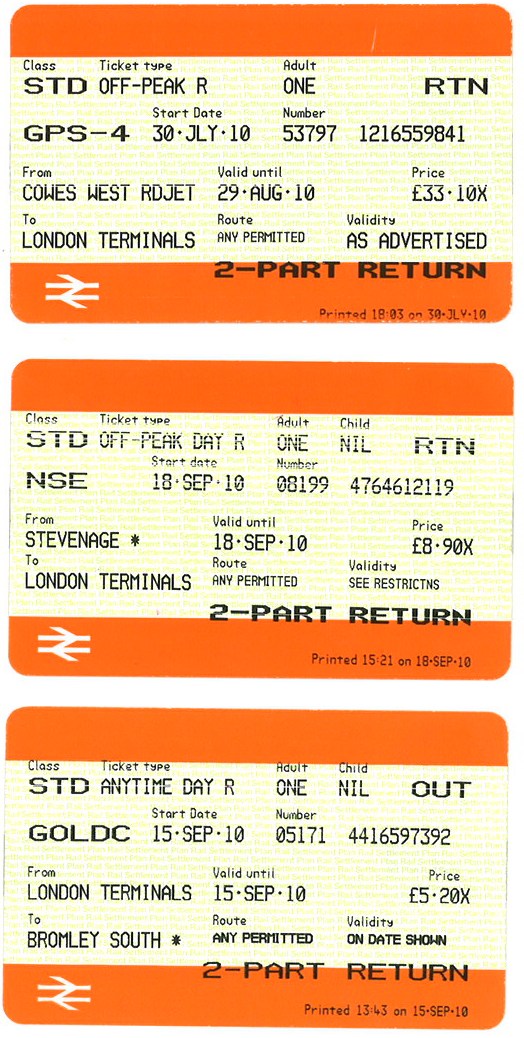 Class Ticket type Adult
STD OFF-PEAK R ONE RTN
Start Date Number
GPS-4 30·JLY·10 53797 1216559841
From Valid until Price
COWES WEST RDJET 29·AUG·10 £33·10X
To Route Validity
LONDON TERMINALS ANY PERMITTED AS ADVERTISED
2-PART RETURN
Printed 18:03 on 30·JLY·10
Class Ticket type Adult Child
STD OFF-PEAK DAY R ONE NIL RTN
Start date Number
NSE 18·SEP·10 08199 4764612119
From Valid until Price
STEVENAGE * 18·SEP·10 £8·90X
To Route Validity
LONDON TERMINALS ANY PERMITTED SEE RESTRICTNS
2-PART RETURN
Printed 15:21 on 18·SEP·10
Class Ticket type Adult Child
STD ANYTIME DAY R ONE NIL OUT
Start Date Number
GOLDC 15·SEP·10 05171 4416597392
From Valid until Price
LONDON TERMINALS 15·SEP·10 £5·20X
To Route Validity
BROMLEY SOUTH * ANY PERMITTED ON DATE SHOWN
2-PART RETURN
Printed 13:43 on 15·SEP·10